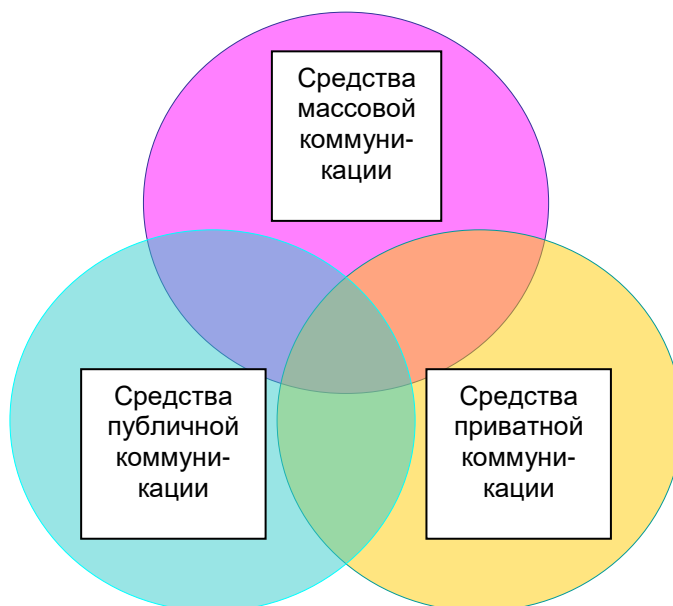 Средства
массовой
коммуни-
кации
Средства
публичной
коммуни-
кации
Средства
приватной
коммуни-
кации